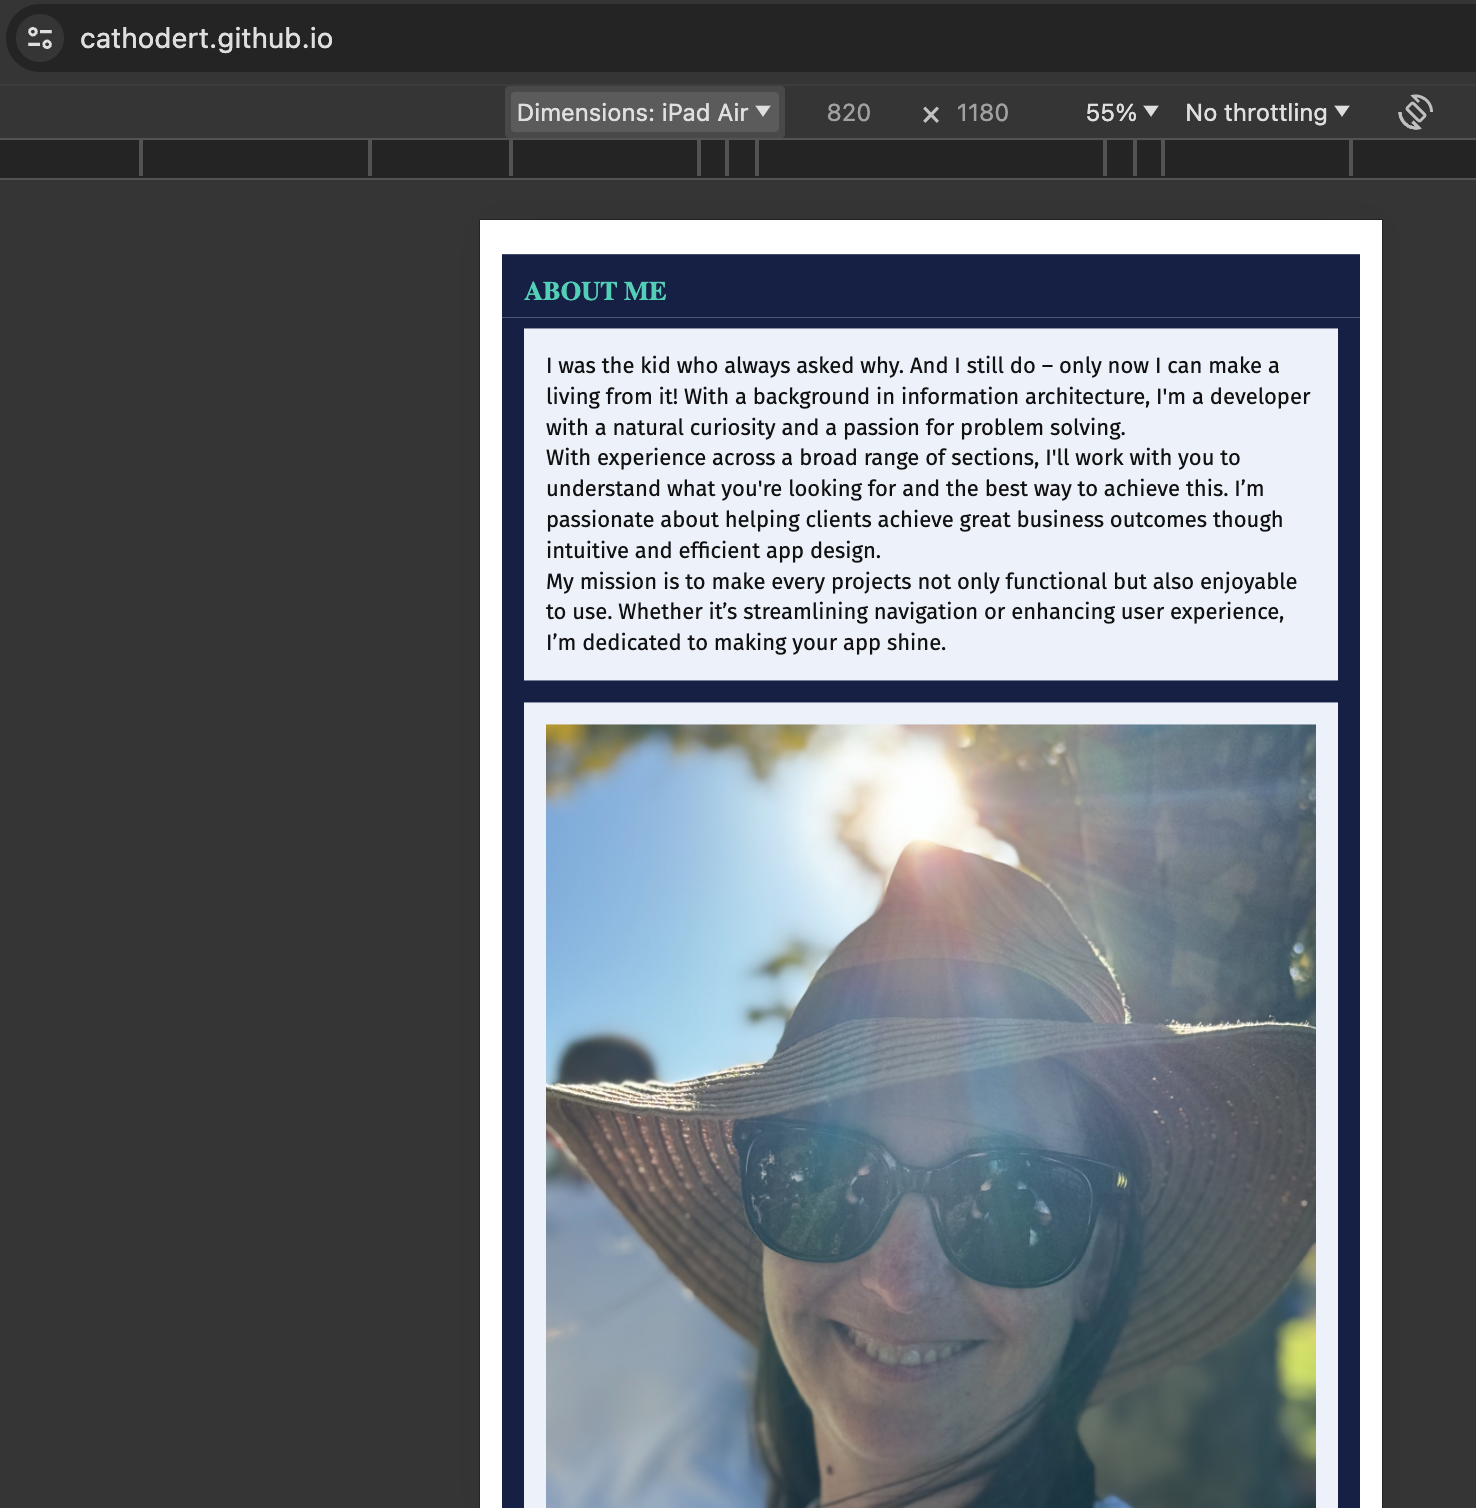 cathodert.github.io
Dimensions: iPad Air ▼ 820 × 1180 55% ▼ No throttling ▼
ABOUT ME
I was the kid who always asked why. And I still do – only now I can make a
living from it! With a background in information architecture, I'm a developer
with a natural curiosity and a passion for problem solving.
With experience across a broad range of sections, I'll work with you to
understand what you're looking for and the best way to achieve this. I’m
passionate about helping clients achieve great business outcomes though
intuitive and efficient app design.
My mission is to make every projects not only functional but also enjoyable
to use. Whether it’s streamlining navigation or enhancing user experience,
I’m dedicated to making your app shine.